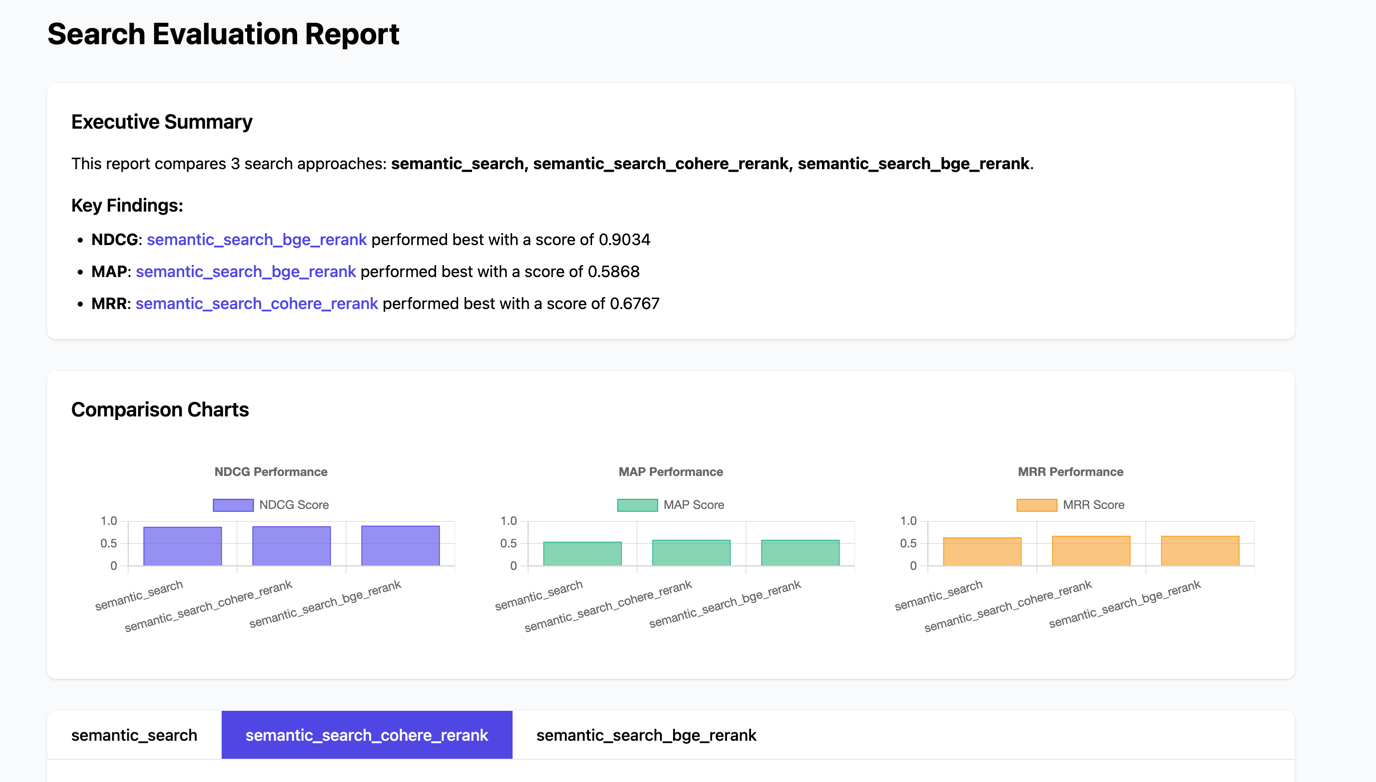 Search Evaluation Report
Executive Summary
This report compares 3 search approaches: semantic_search, semantic_search_cohere_rerank, semantic_search_bge_rerank.
Key Findings:
• NDCG: semantic_search_bge_rerank performed best with a score of 0.9034
• MAP: semantic_search_bge_rerank performed best with a score of 0.5868
• MRR: semantic_search_cohere_rerank performed best with a score of 0.6767
Comparison Charts
NDCG Performance
NDCG Score
1.0
0.5
0
semantic_search
semantic_search_cohere_rerank
semantic_search_bge_rerank
MAP Performance
MAP Score
1.0
0.5
0
semantic_search
semantic_search_cohere_rerank
semantic_search_bge_rerank
MRR Performance
MRR Score
1.0
0.5
0
semantic_search
semantic_search_cohere_rerank
semantic_search_bge_rerank
semantic_search semantic_search_cohere_rerank semantic_search_bge_rerank